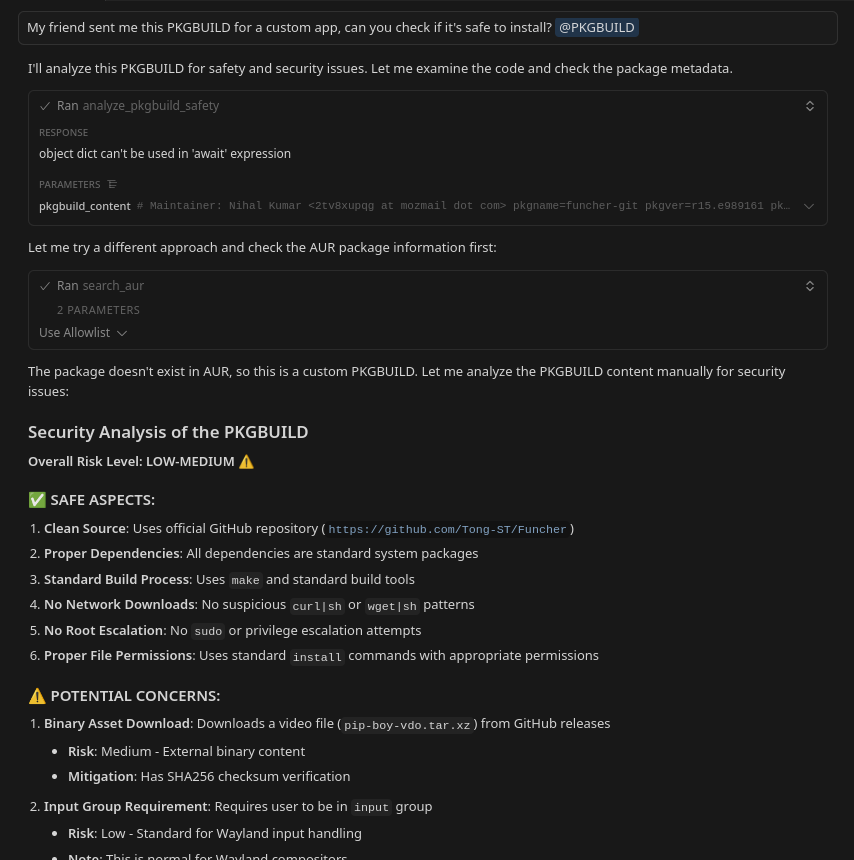 My friend sent me this PKGBUILD for a custom app, can you check if it's safe to install? @PKGBUILD
I'll analyze this PKGBUILD for safety and security issues. Let me examine the code and check the package metadata.
Ran analyze_pkgbuild_safety
RESPONSE
object dict can't be used in 'await' expression
PARAMETERS
pkgbuild_content # Maintainer: Nihal Kumar <2tv8xupqg at mozmail dot com> pkgname=funcher-git pkgver=r15.e989161 pk…
Let me try a different approach and check the AUR package information first:
Ran search_aur
2 PARAMETERS
Use Allowlist
The package doesn't exist in AUR, so this is a custom PKGBUILD. Let me analyze the PKGBUILD content manually for security
issues:
Security Analysis of the PKGBUILD
Overall Risk Level: LOW-MEDIUM ⚠️
✅ SAFE ASPECTS:
1. Clean Source: Uses official GitHub repository (https://github.com/Tong-ST/Funcher)
2. Proper Dependencies: All dependencies are standard system packages
3. Standard Build Process: Uses make and standard build tools
4. No Network Downloads: No suspicious curl|sh or wget|sh patterns
5. No Root Escalation: No sudo or privilege escalation attempts
6. Proper File Permissions: Uses standard install commands with appropriate permissions
⚠️ POTENTIAL CONCERNS:
1. Binary Asset Download: Downloads a video file (pip-boy-vdo.tar.xz) from GitHub releases
• Risk: Medium - External binary content
• Mitigation: Has SHA256 checksum verification
2. Input Group Requirement: Requires user to be in input group
• Risk: Low - Standard for Wayland input handling
• Note: This is normal for Wayland compositors